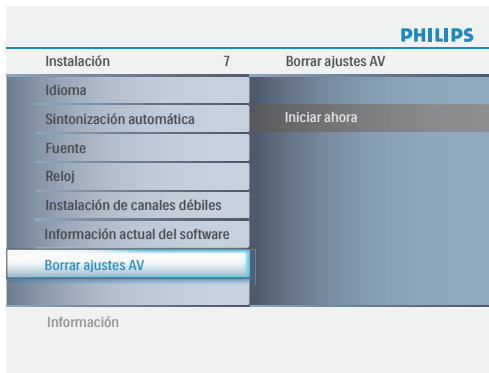 PHILIPS
Instalación 7 Borrar ajustes AV
Idioma
Sintonización automática Iniciar ahora
Fuente
Reloj
Instalación de canales débiles
Información actual del software
Borrar ajustes AV
Información